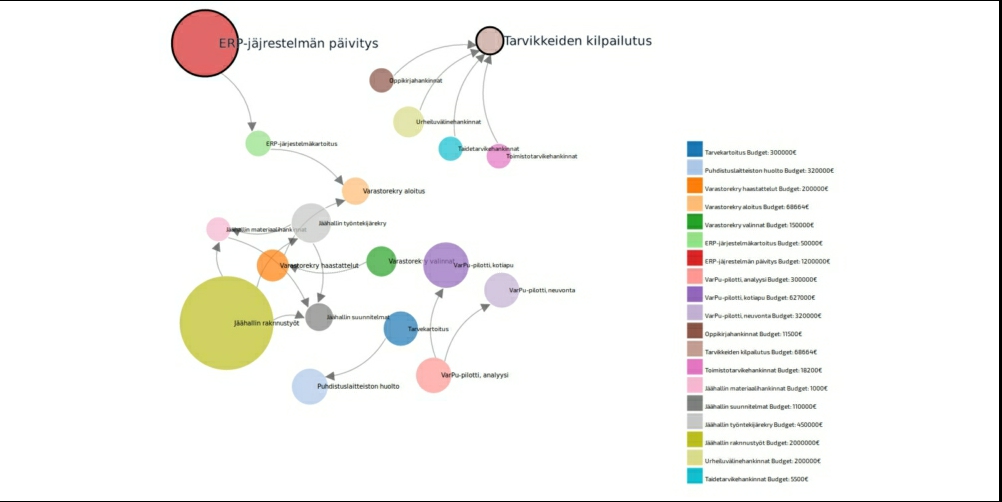 ERP-jäjrestelmän päivitys
Tarvikkeiden kilpailutus
Oppikirjahankinnat
Urheiluvälinehankinnat
Taidetarvikehankinnat
Toimistotarvikehankinnat
ERP-järjestelmäkartoitus
Varastorekry aloitus
Jäähallin työntekijärekry
Jäähallin materiaalihankinnat
Varastorekry haastattelut
Varastorekry valinnat
VarPu-pilotti, kotiapu
VarPu-pilotti, neuvonta
Jäähallin raknnustyöt
Jäähallin suunnitelmat
Tarvekartoitus
Puhdistuslaitteiston huolto
VarPu-pilotti, analyysi
Tarvekartoitus Budget: 300000€
Puhdistuslaitteiston huolto Budget: 320000€
Varastorekry haastattelut Budget: 200000€
Varastorekry aloitus Budget: 68664€
Varastorekry valinnat Budget: 150000€
ERP-järjestelmäkartoitus Budget: 50000€
ERP-jäjrestelmän päivitys Budget: 1200000€
VarPu-pilotti, analyysi Budget: 300000€
VarPu-pilotti, kotiapu Budget: 627000€
VarPu-pilotti, neuvonta Budget: 320000€
Oppikirjahankinnat Budget: 11500€
Tarvikkeiden kilpailutus Budget: 68664€
Toimistotarvikehankinnat Budget: 18200€
Jäähallin materiaalihankinnat Budget: 1000€
Jäähallin suunnitelmat Budget: 110000€
Jäähallin työntekijärekry Budget: 450000€
Jäähallin raknnustyöt Budget: 2000000€
Urheiluvälinehankinnat Budget: 200000€
Taidetarvikehankinnat Budget: 5500€